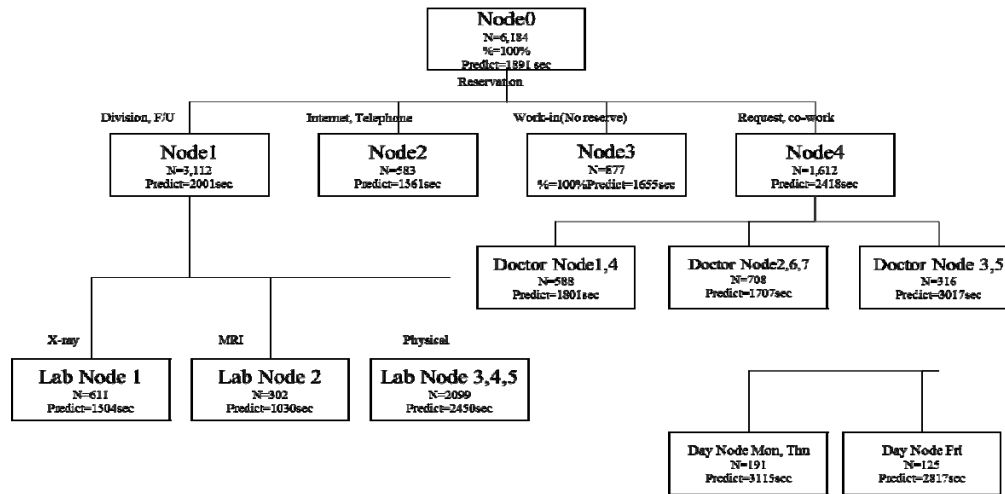 Node0
N=6,184
%=100%
Predict=1891 sec
Reservation
Division, F/U
Internet, Telephone
Work-in(No reserve)
Request, co-work
Node1
N=3,112
Predict=2001sec
Node2
N=583
Predict=1561sec
Node3
N=877
%=100%Predict=1655sec
Node4
N=1,612
Predict=2418sec
Doctor Node1,4
N=588
Predict=1801sec
Doctor Node2,6,7
N=708
Predict=1707sec
Doctor Node 3,5
N=316
Predict=3017sec
X-ray
MRI
Physical
Lab Node 1
N=611
Predict=1504sec
Lab Node 2
N=302
Predict=1030sec
Lab Node 3,4,5
N=2099
Predict=2450sec
Day Node Mon, Thu
N=191
Predict=3115sec
Day Node Fri
N=125
Predict=2817sec